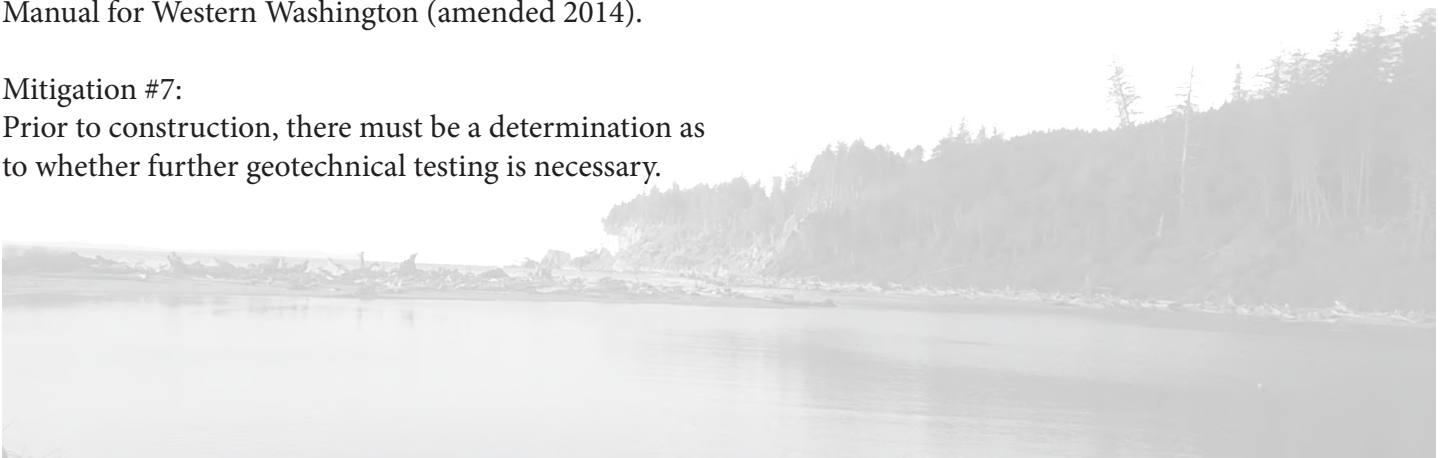 Manual for Western Washington (amended 2014).
Mitigation #7:
Prior to construction, there must be a determination as
to whether further geotechnical testing is necessary.